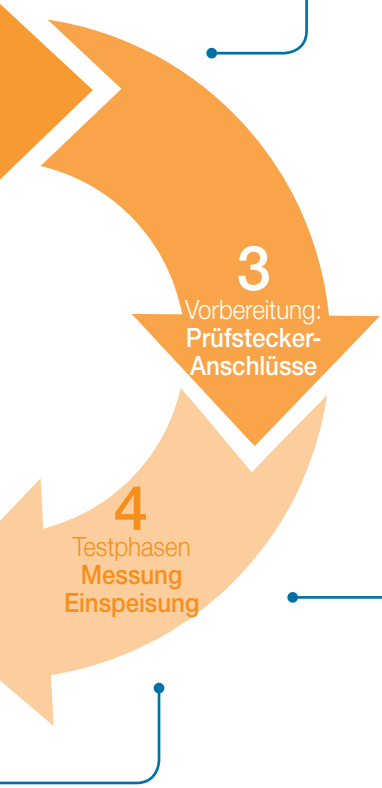 3
Vorbereitung:
Prüfstecker-
Anschlüsse
4
Testphasen
Messung
Einspeisung